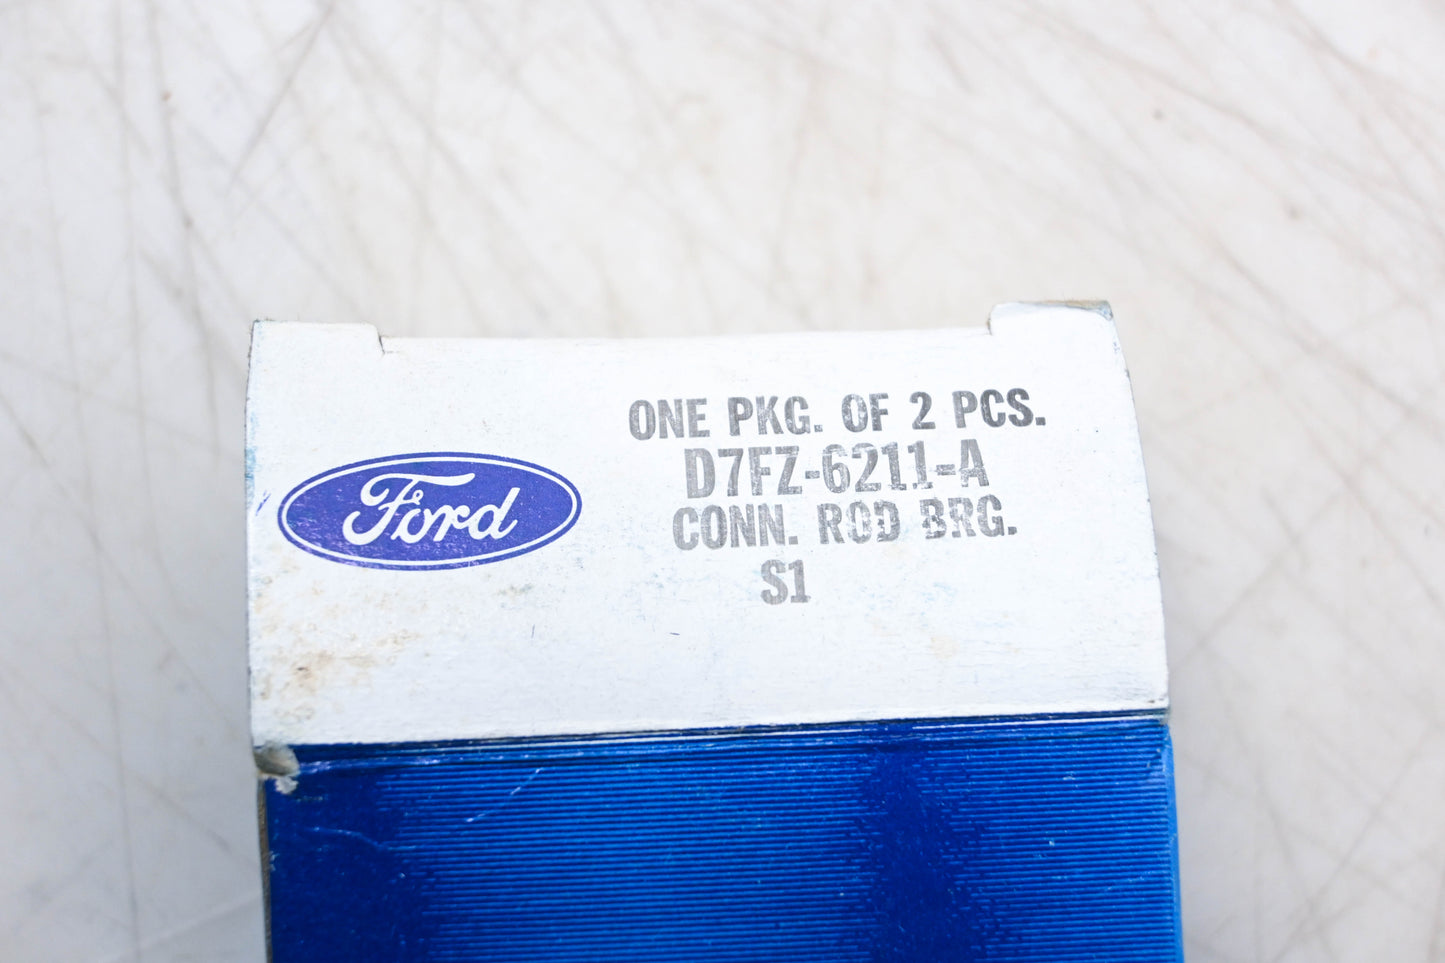 Ford
ONE PKG. OF 2 PCS.
D7FZ-6211-A
CONN. ROD BRG.
S1